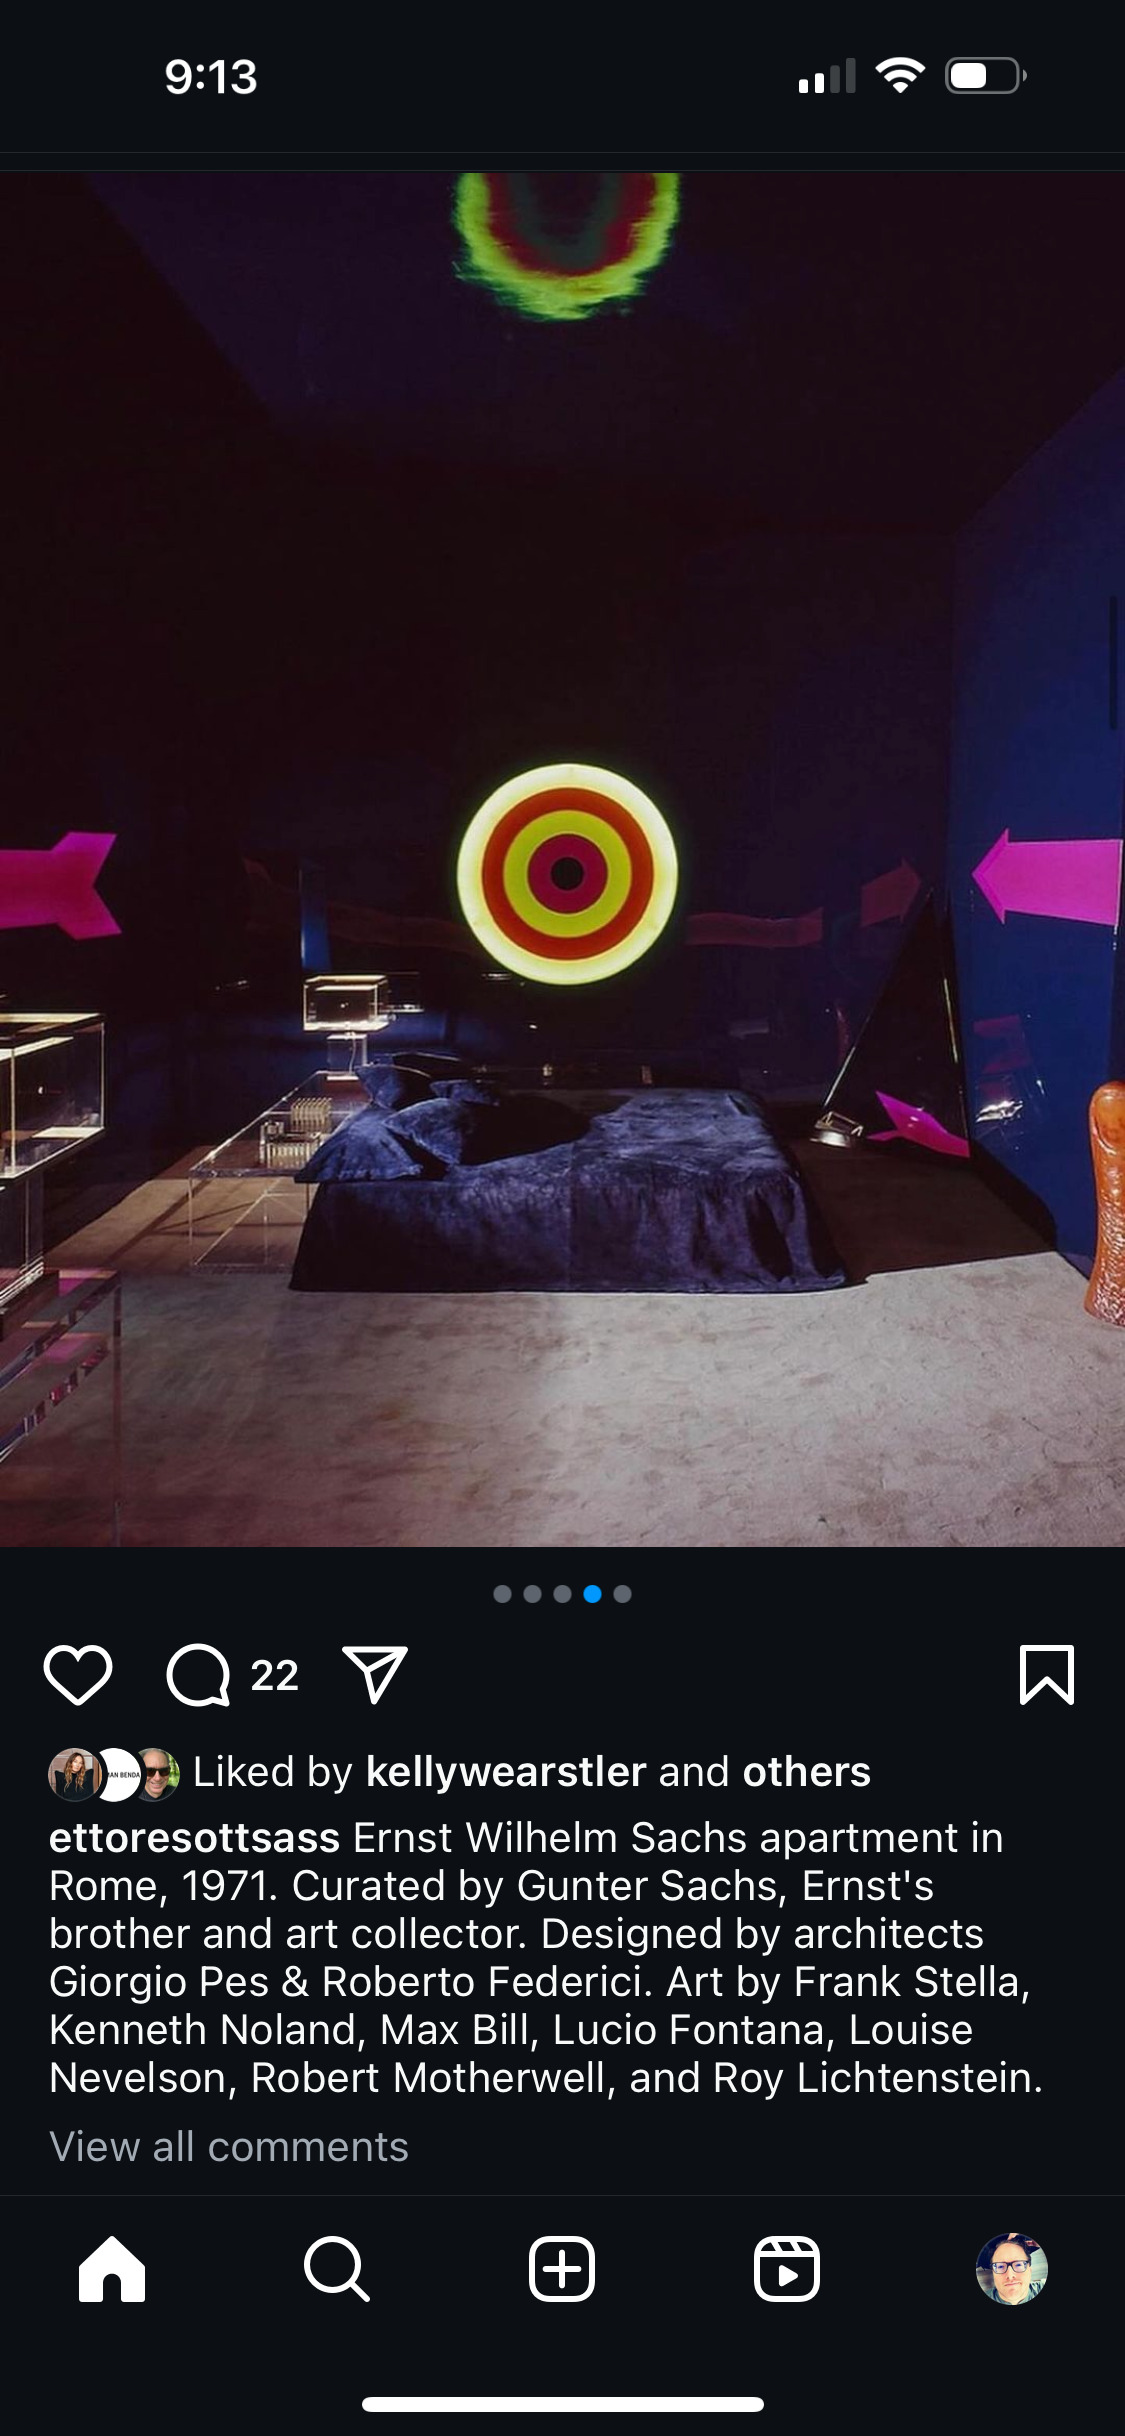 9:13
22
Liked by kellywearstler and others
ettoresottsass Ernst Wilhelm Sachs apartment in
Rome, 1971. Curated by Gunter Sachs, Ernst's
brother and art collector. Designed by architects
Giorgio Pes & Roberto Federici. Art by Frank Stella,
Kenneth Noland, Max Bill, Lucio Fontana, Louise
Nevelson, Robert Motherwell, and Roy Lichtenstein.
View all comments